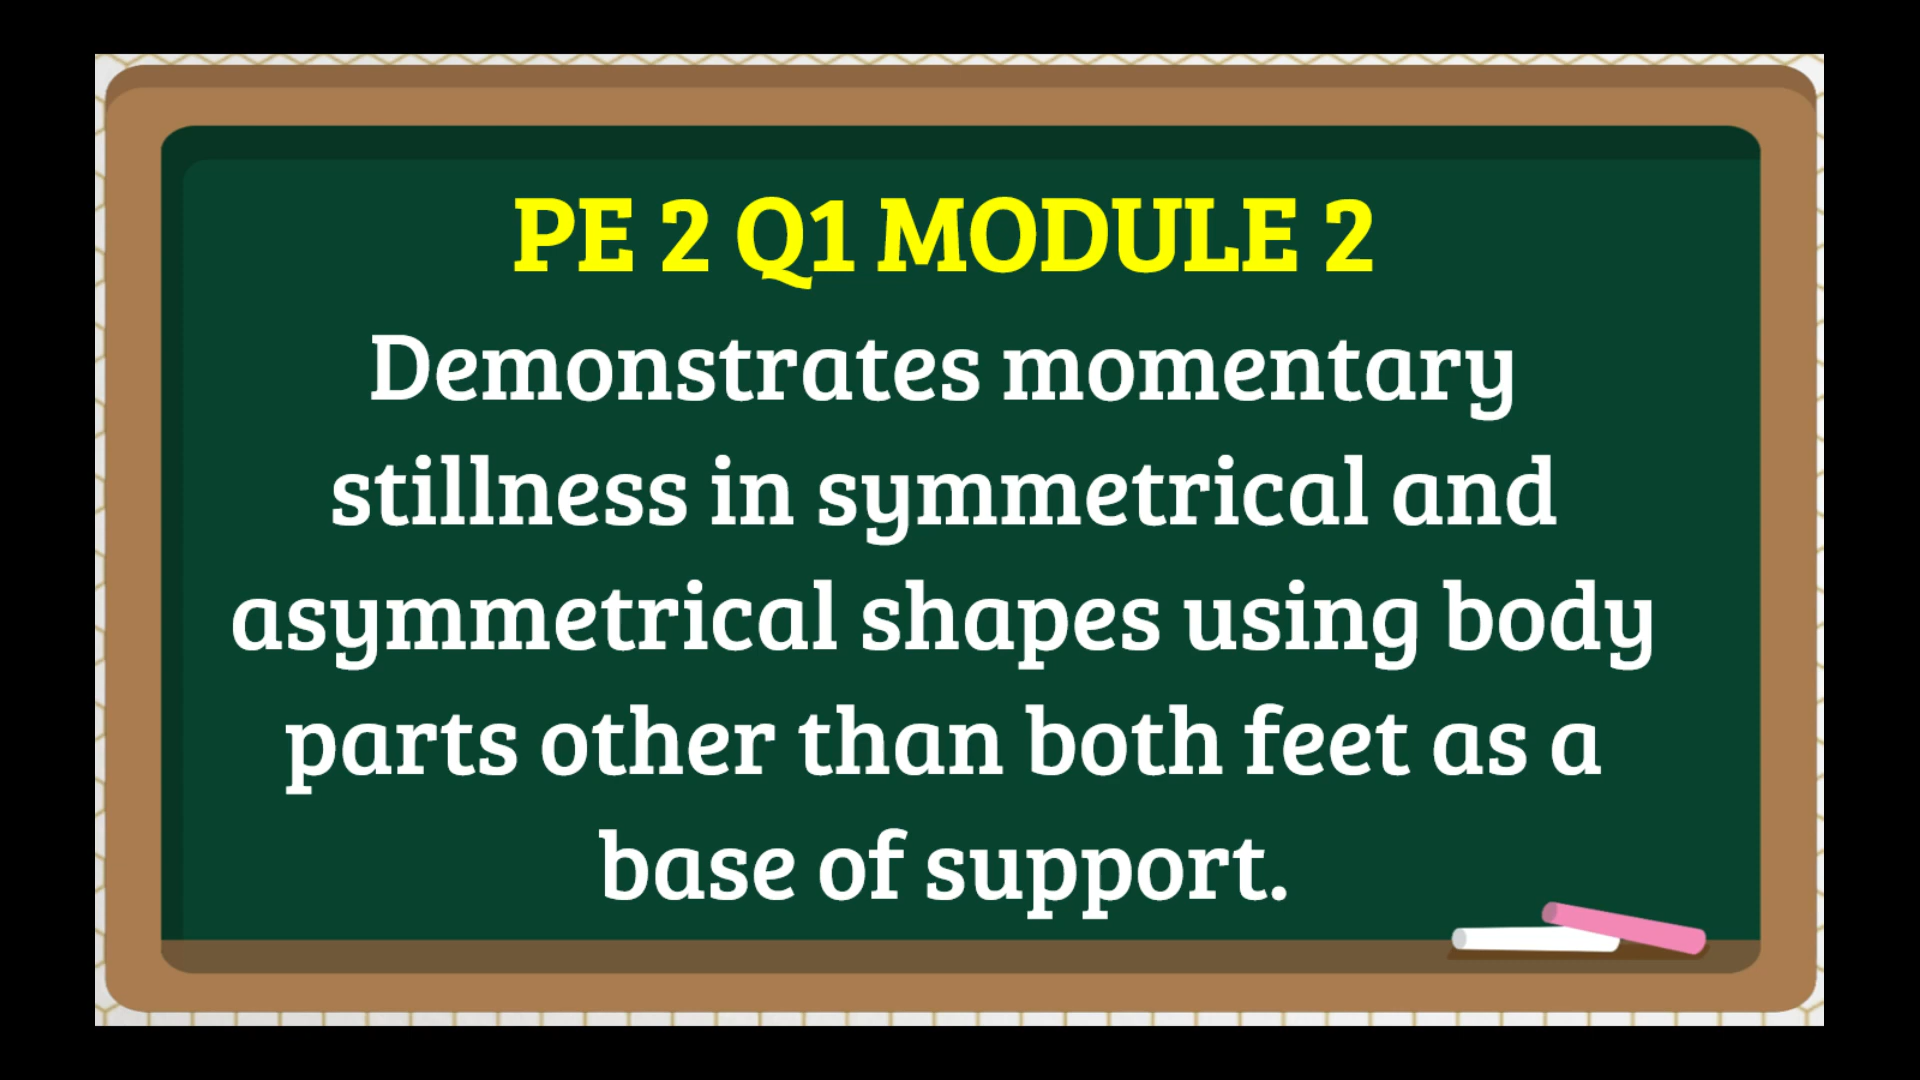 PE 2 Q1 MODULE 2
Demonstrates momentary
stillness in symmetrical and
asymmetrical shapes using body
parts other than both feet as a
base of support.